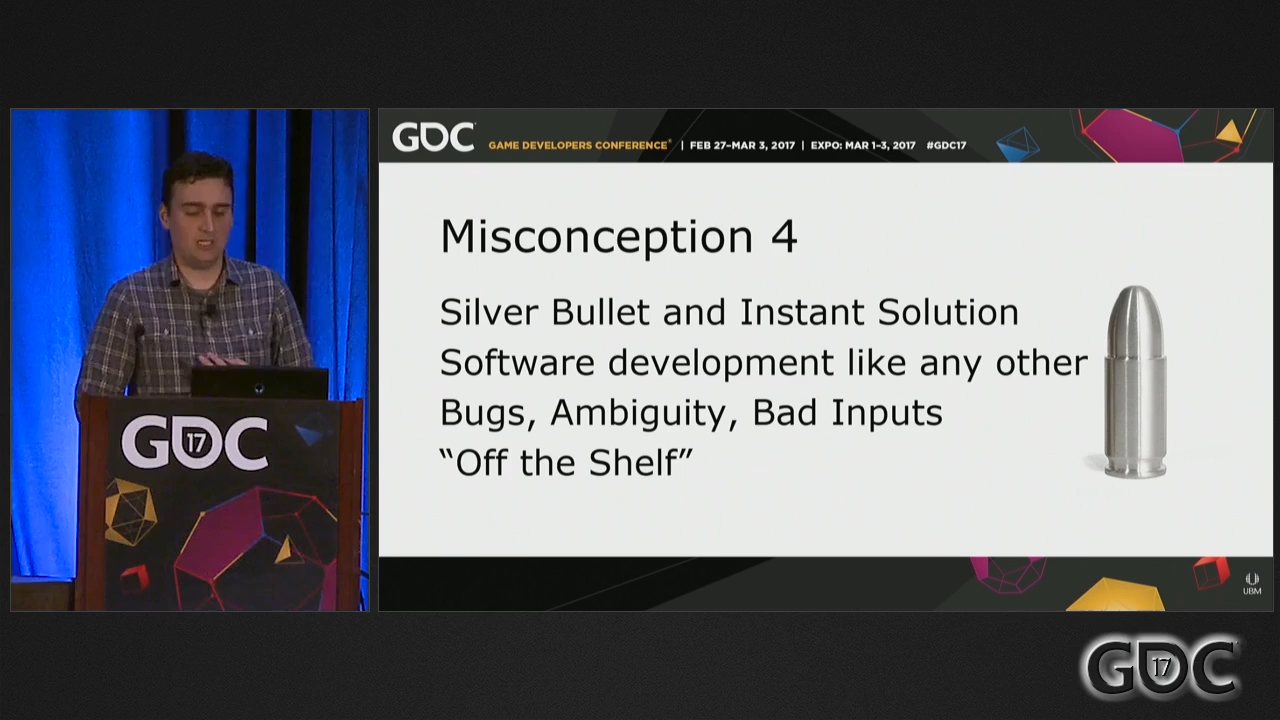 GDC
GAME DEVELOPERS CONFERENCE® | FEB 27–MAR 3, 2017 | EXPO: MAR 1–3, 2017 #GDC17
Misconception 4
Silver Bullet and Instant Solution
Software development like any other
Bugs, Ambiguity, Bad Inputs
“Off the Shelf”
GDC
17
UBM
GDC
17